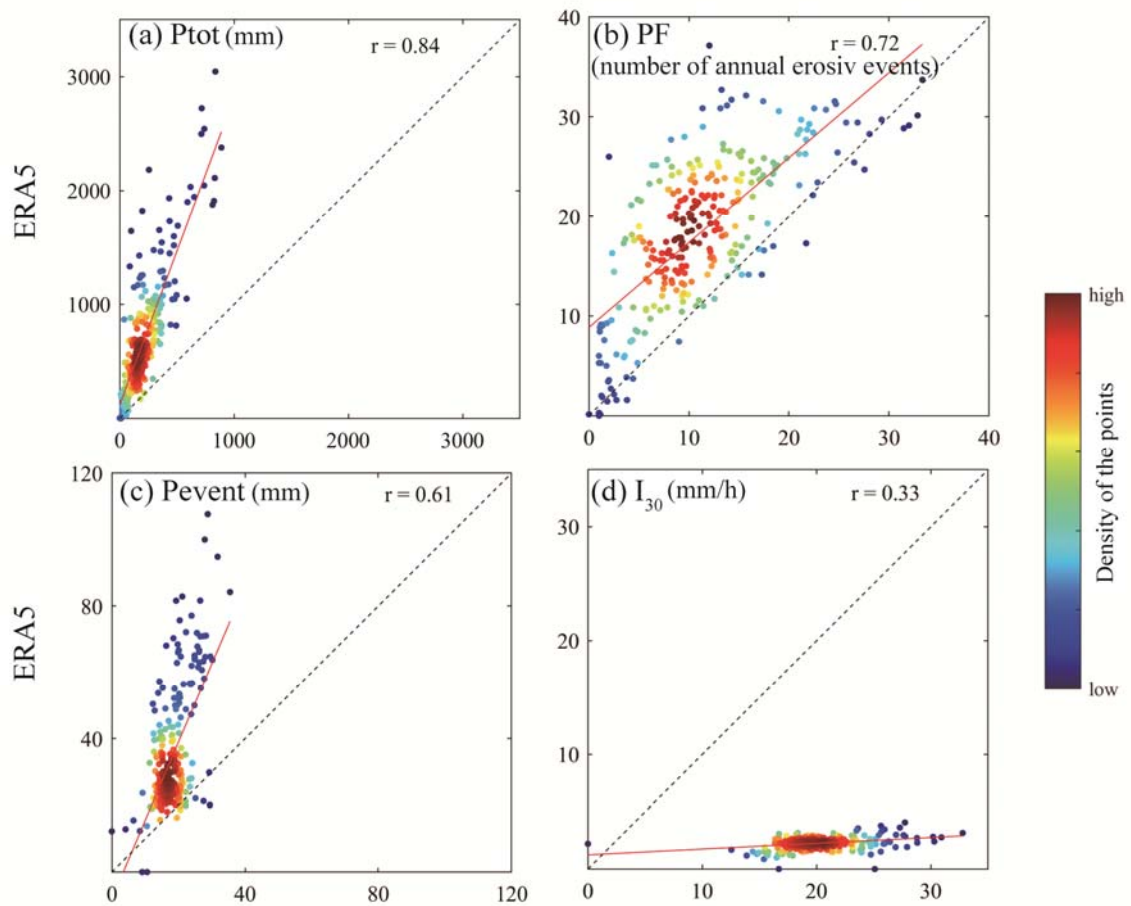 (a) Ptot (mm)
r = 0.84
3000
2000
1000
0
1000
2000
3000
ERA5
(b) PF
r = 0.72
(number of annual erosiv events)
40
30
20
10
0
10
20
30
40
(c) Pevent (mm)
r = 0.61
120
80
40
0
40
80
120
ERA5
(d) I30 (mm/h)
r = 0.33
30
20
10
0
10
20
30
high
Density of the points
low